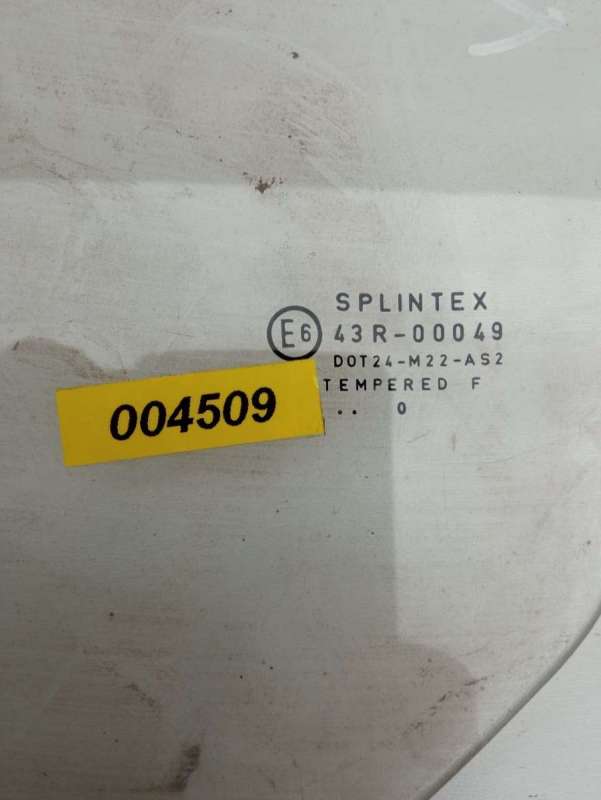 SPLINTEX
E6 43R-00049
DOT24-M22-AS2
TEMPERED F
.. 0
004509